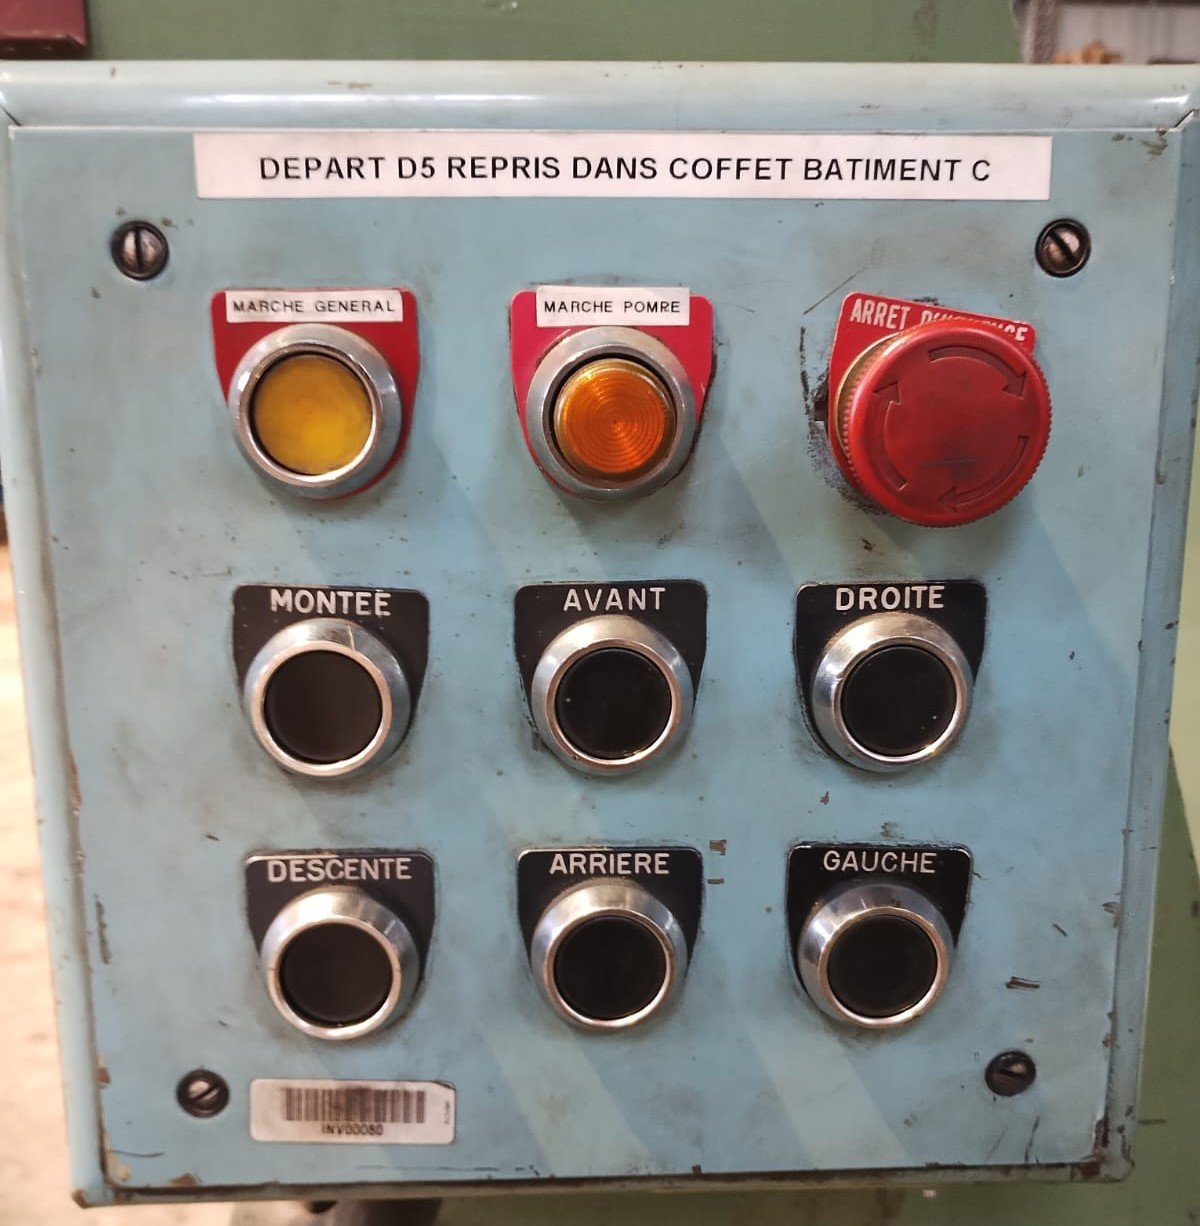 DEPART D5 REPRIS DANS COFFET BATIMENT C
MARCHE GENERAL
MARCHE POMRE
ARRET
MONTEE
AVANT
DROITE
DESCENTE
ARRIERE
GAUCHE
INV00080